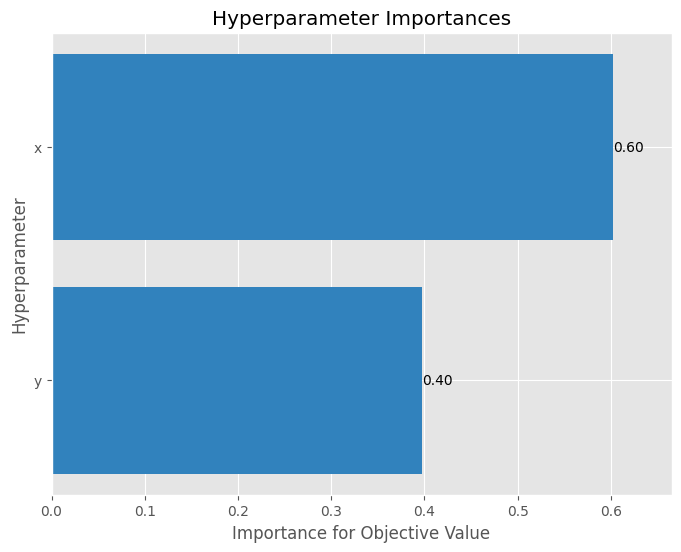 Hyperparameter Importances
Hyperparameter
x
0.60
y
0.40
0.0 0.1 0.2 0.3 0.4 0.5 0.6
Importance for Objective Value